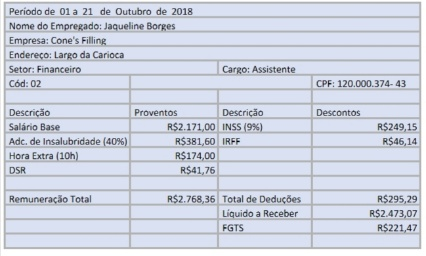 Período de 01 a 21 de Outubro de 2018
Nome do Empregado: Jaqueline Borges
Empresa: Cone's Filling
Endereço: Largo da Carioca
Setor: Financeiro Cargo: Assistente
Cód: 02 CPF: 120.000.374- 43
Descrição Proventos Descrição Descontos
Salário Base R$2.171,00 INSS (9%) R$249,15
Adc. de Insalubridade (40%) R$381,60 IRFF R$46,14
Hora Extra (10h) R$174,00
DSR R$41,76
Remuneração Total R$2.768,36 Total de Deduções R$295,29
Líquido a Receber R$2.473,07
FGTS R$221,47